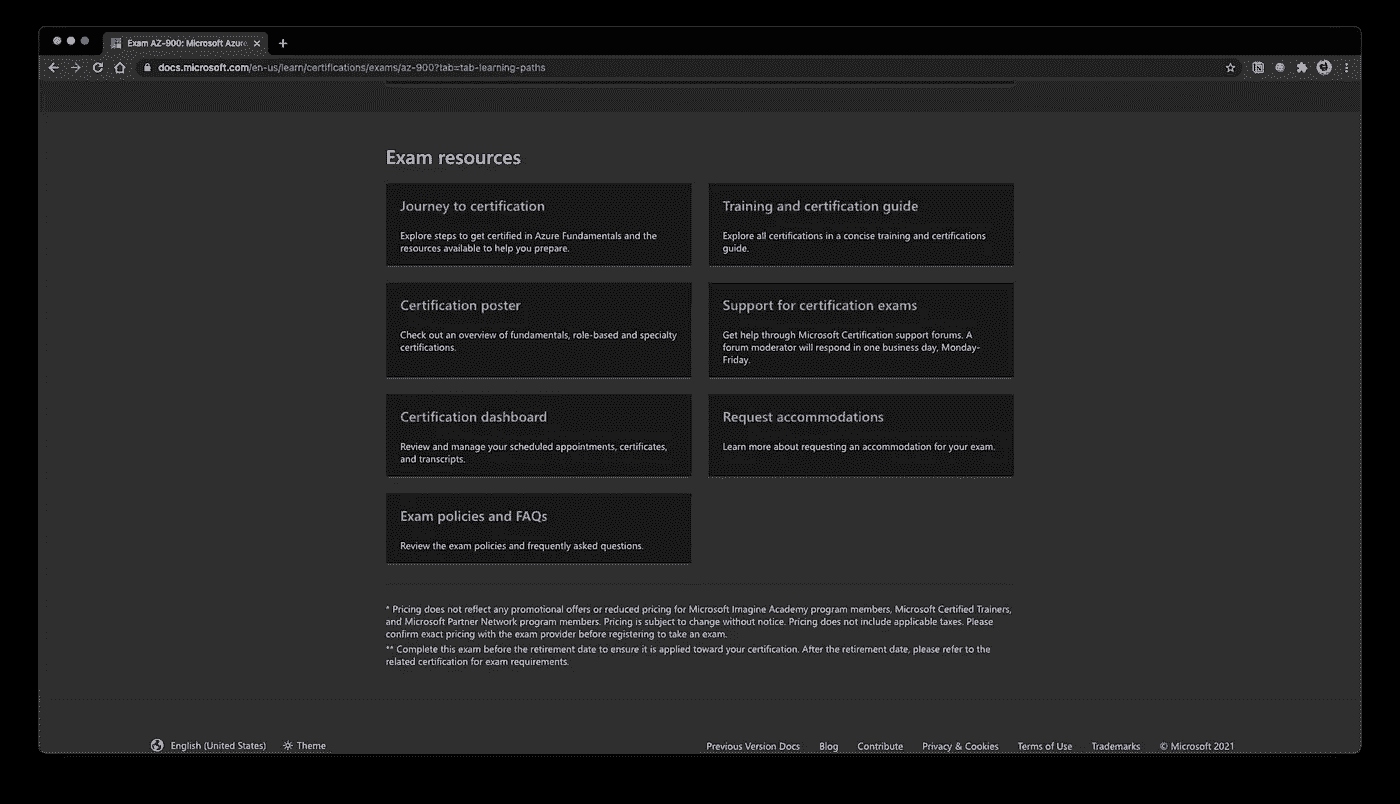 Exam AZ-900: Microsoft Azure
docs.microsoft.com/en-us/learn/certifications/exams/az-900?tab=tab-learning-paths
Exam resources
Journey to certification
Explore steps to get certified in Azure Fundamentals and the
resources available to help you prepare.
Training and certification guide
Explore all certifications in a concise training and certifications
guide.
Certification poster
Check out an overview of fundamentals, role-based and specialty
certifications.
Support for certification exams
Get help through Microsoft Certification support forums. A
forum moderator will respond in one business day, Monday-
Friday.
Certification dashboard
Review and manage your scheduled appointments, certificates,
and transcripts.
Request accommodations
Learn more about requesting an accommodation for your exam.
Exam policies and FAQs
Review the exam policies and frequently asked questions.
* Pricing does not reflect any promotional offers or reduced pricing for Microsoft Imagine Academy program members, Microsoft Certified Trainers,
and Microsoft Partner Network program members. Pricing is subject to change without notice. Pricing does not include applicable taxes. Please
confirm exact pricing with the exam provider before registering to take an exam.
** Complete this exam before the retirement date to ensure it is applied toward your certification. After the retirement date, please refer to the
related certification for exam requirements.
English (United States) Theme Previous Version Docs Blog Contribute Privacy & Cookies Terms of Use Trademarks © Microsoft 2021